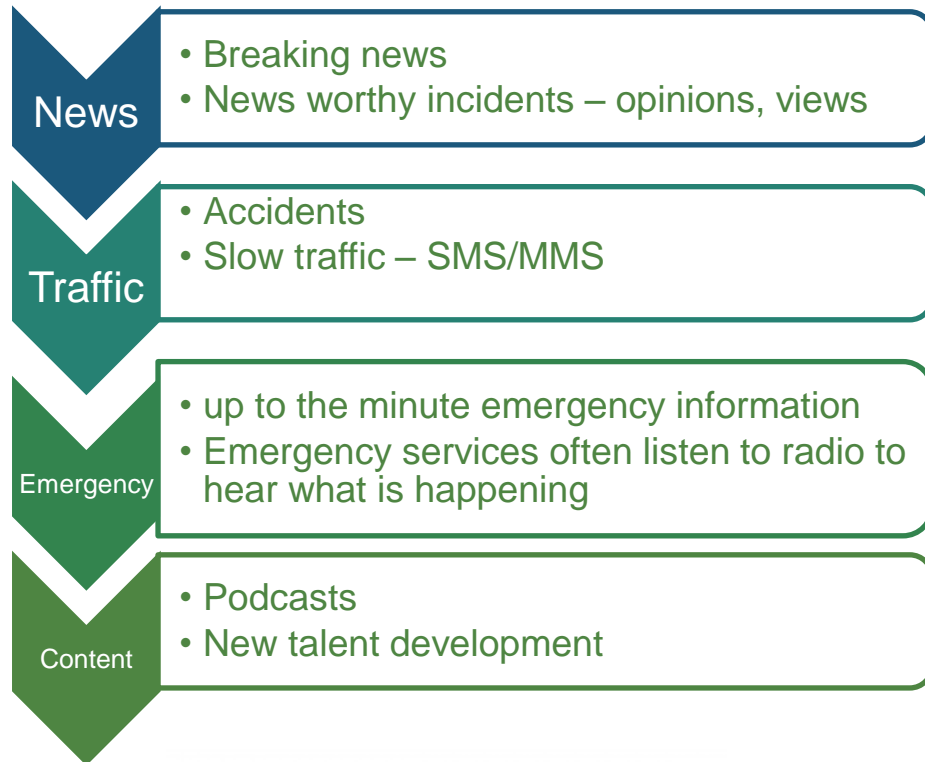 News
• Breaking news
• News worthy incidents – opinions, views
Traffic
• Accidents
• Slow traffic – SMS/MMS
Emergency
• up to the minute emergency information
• Emergency services often listen to radio to
hear what is happening
Content
• Podcasts
• New talent development